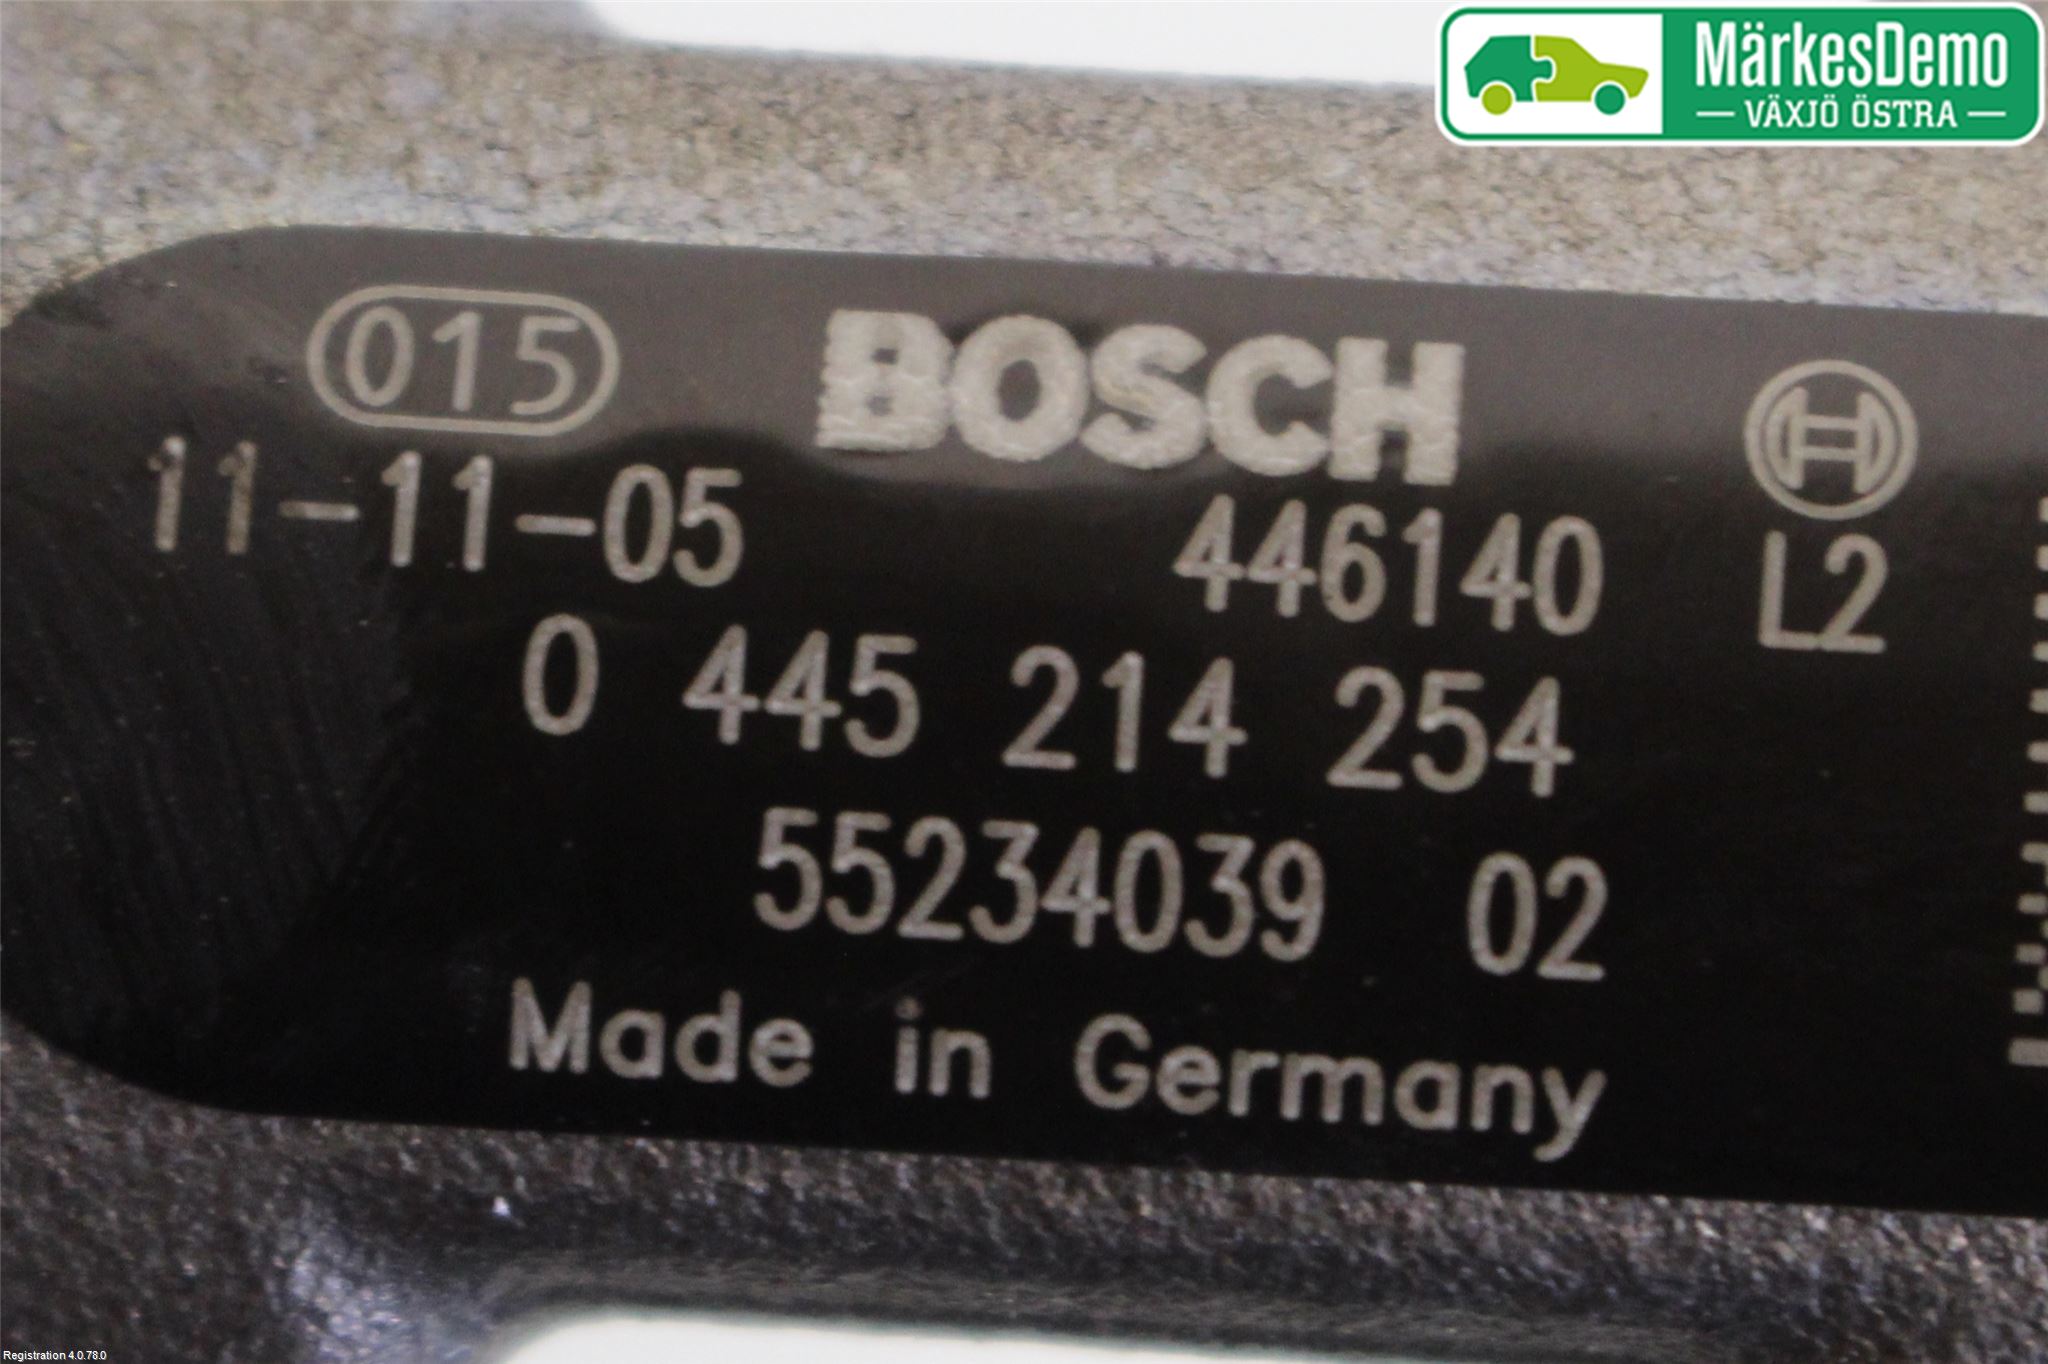 MärkesDemo
VÄXJÖ ÖSTRA
015 BOSCH
11-11-05 446140 L2
0 445 214 254
55234039 02
Made in Germany
Registration 4.0.78.0